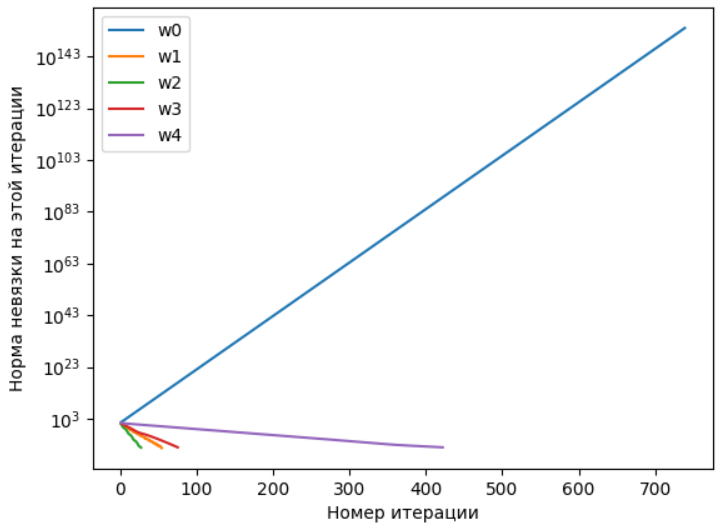 w0
w1
w2
w3
w4
10^143
10^123
10^103
10^83
10^63
10^43
10^23
10^3
Норма невязки на этой итерации
0 100 200 300 400 500 600 700
Номер итерации